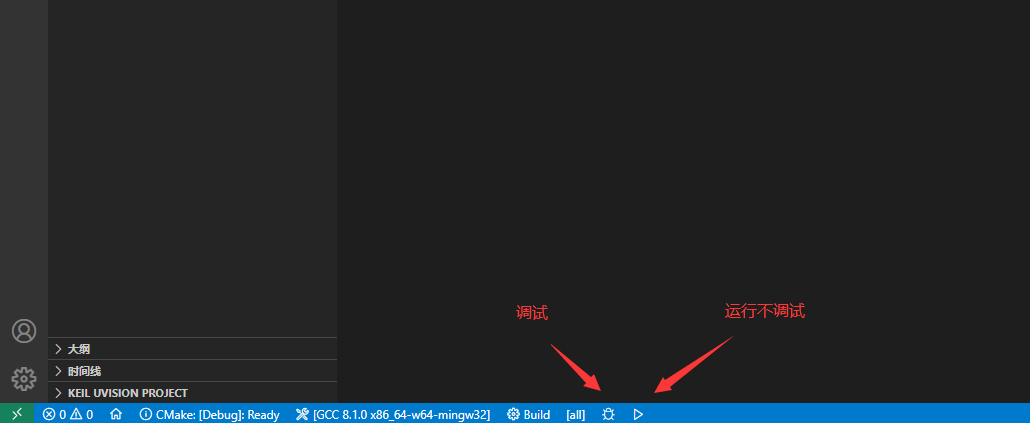 调试
运行不调试
大纲
时间线
KEIL UVISION PROJECT
0 0 CMake: [Debug]: Ready [GCC 8.1.0 x86_64-w64-mingw32] Build [all]